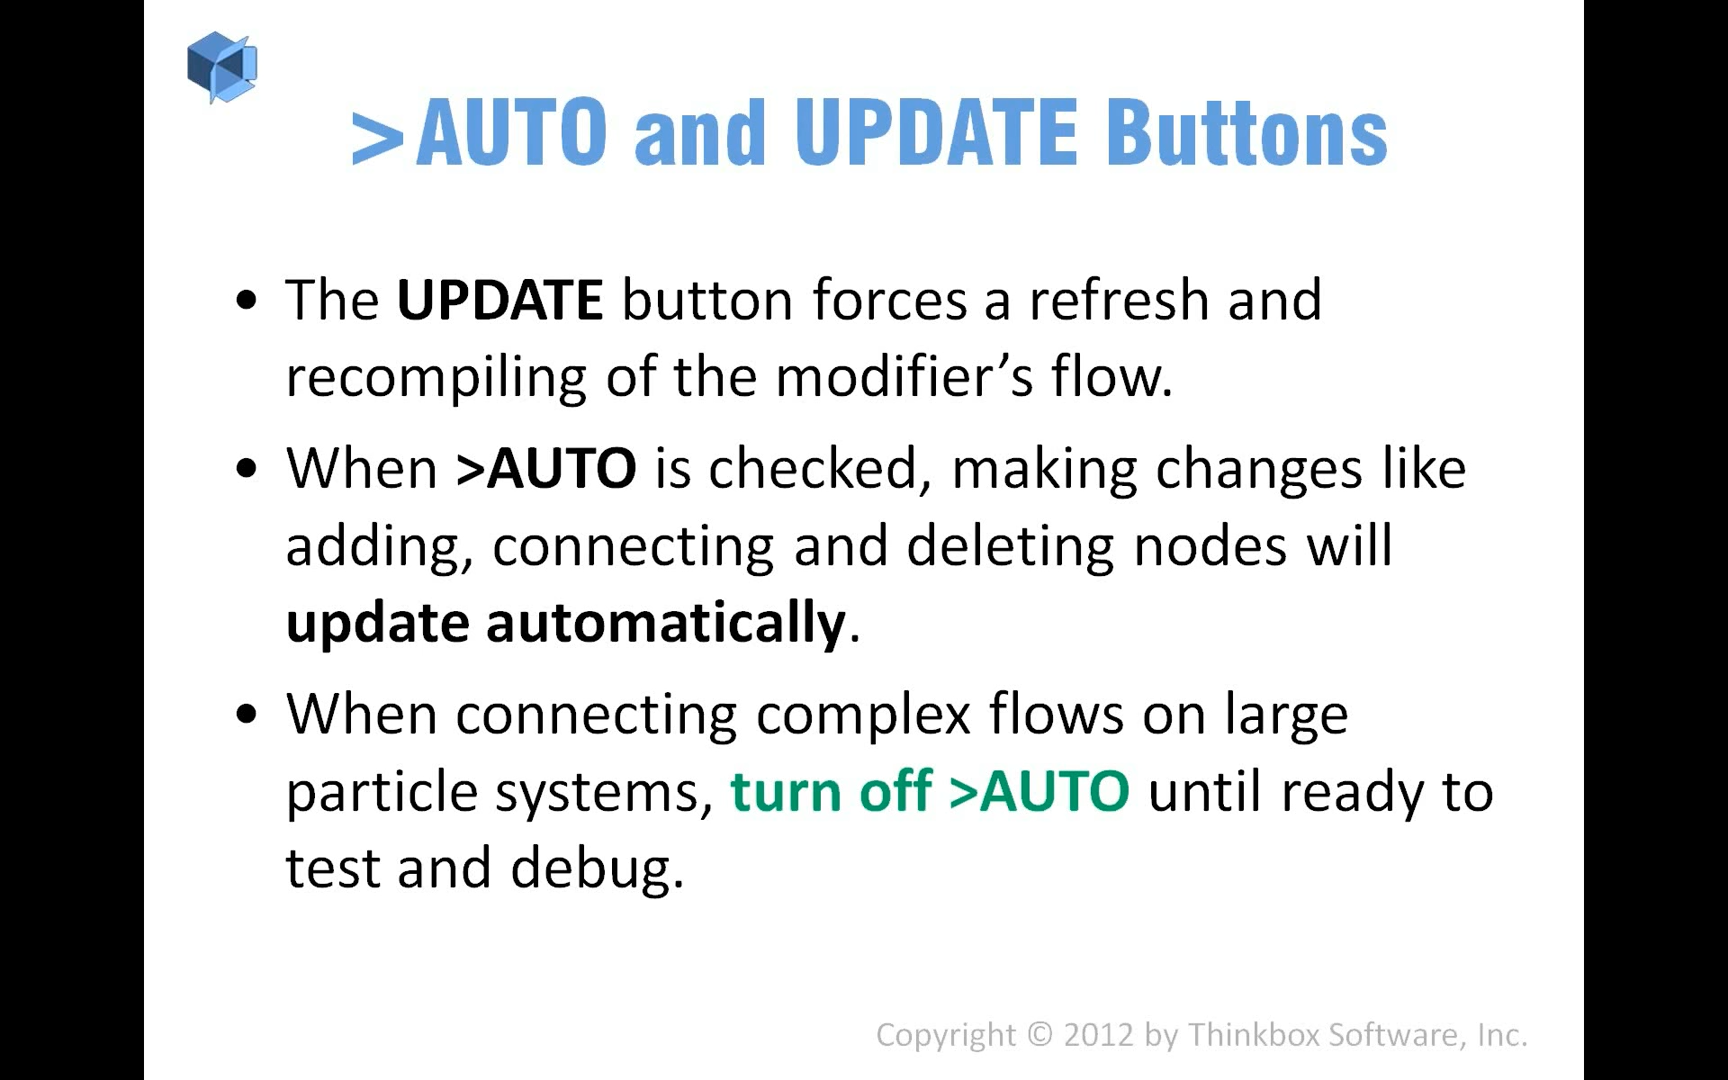 >AUTO and UPDATE Buttons
• The UPDATE button forces a refresh and
recompiling of the modifier’s flow.
• When >AUTO is checked, making changes like
adding, connecting and deleting nodes will
update automatically.
• When connecting complex flows on large
particle systems, turn off >AUTO until ready to
test and debug.
Copyright © 2012 by Thinkbox Software, Inc.